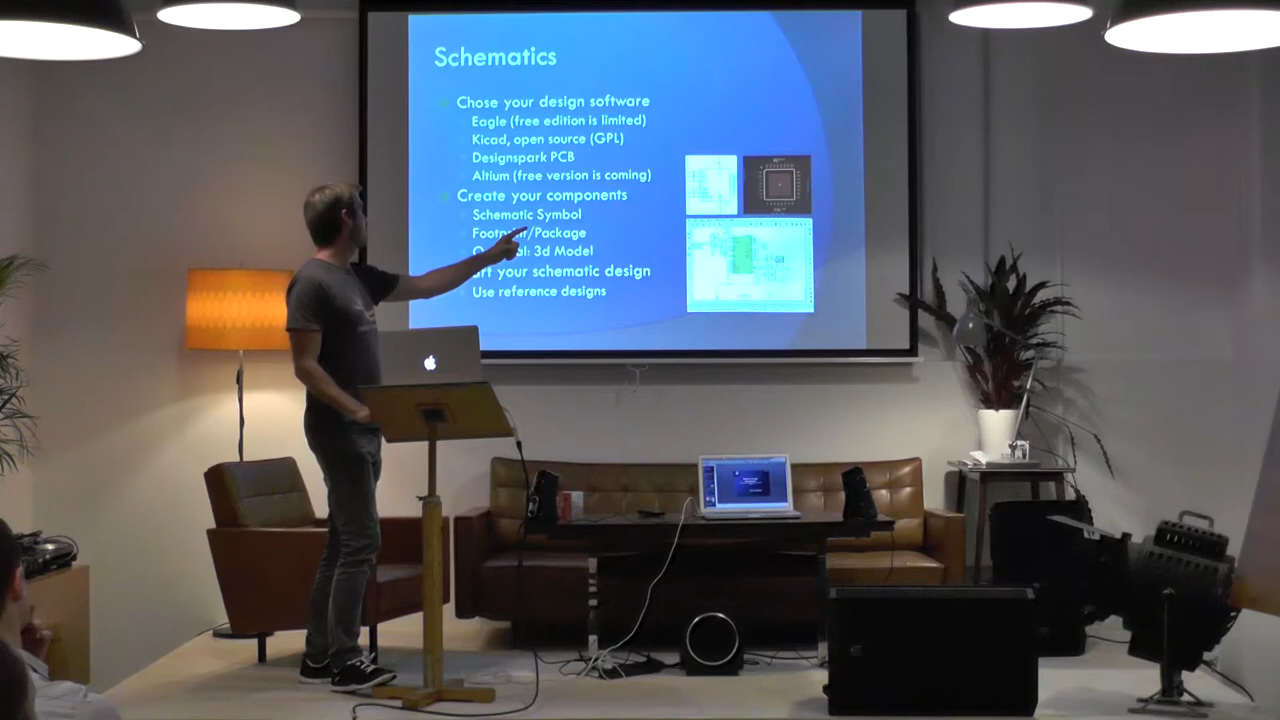 Schematics
Chose your design software
Eagle (free edition is limited)
Kicad, open source (GPL)
Designspark PCB
Altium (free version is coming)
Create your components
Schematic Symbol
Footprint/Package
3d Model
your schematic design
Use reference designs